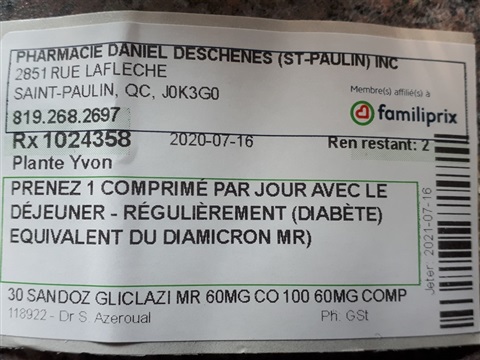 PHARMACIE DANIEL DESCHENES (ST-PAULIN) INC
2851 RUE LAFLECHE
SAINT-PAULIN, QC, J0K3G0
819.268.2697
Membre(s) affilié(s) à
familiprix
Rx 1024358 2020-07-16 Ren restant: 2
Plante Yvon
PRENEZ 1 COMPRIMÉ PAR JOUR AVEC LE
DÉJEUNER - RÉGULIÈREMENT (DIABÈTE)
EQUIVALENT DU DIAMICRON MR)
Jeter: 2021-07-16
30 SANDOZ GLICLAZI MR 60MG CO 100 60MG COMP
118922 - Dr S. Azeroual Ph: GSt